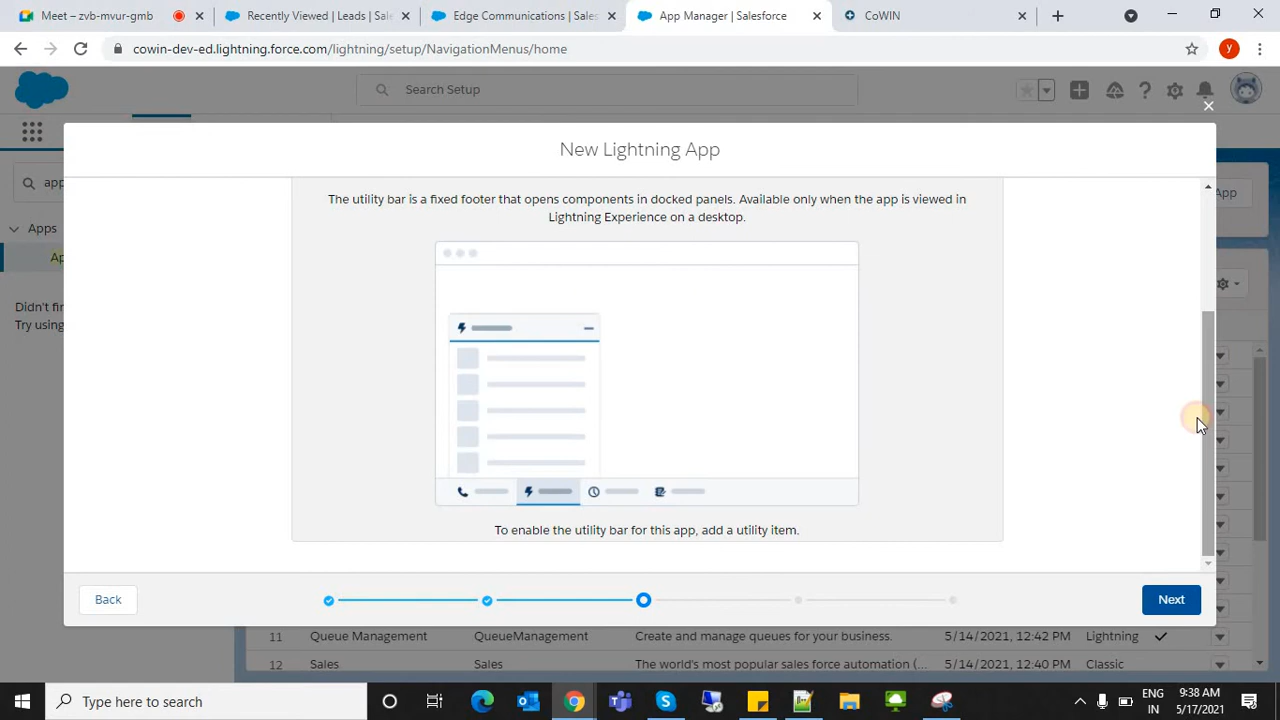 Meet – zvb-mvur-gmb
Recently Viewed | Leads | Sale
Edge Communications | Sales
App Manager | Salesforce
CoWIN
cowin-dev-ed.lightning.force.com/lightning/setup/NavigationMenus/home
y
Search Setup
New Lightning App
app
App
Apps
Ap
Didn't fin
Try using
The utility bar is a fixed footer that opens components in docked panels. Available only when the app is viewed in
Lightning Experience on a desktop.
To enable the utility bar for this app, add a utility item.
Back
Next
11 Queue Management QueueManagement Create and manage queues for your business. 5/14/2021, 12:42 PM Lightning
12 Sales Sales The world's most popular sales force automation (... 5/14/2021, 12:40 PM Classic
Type here to search
ENG
IN
9:38 AM
5/17/2021